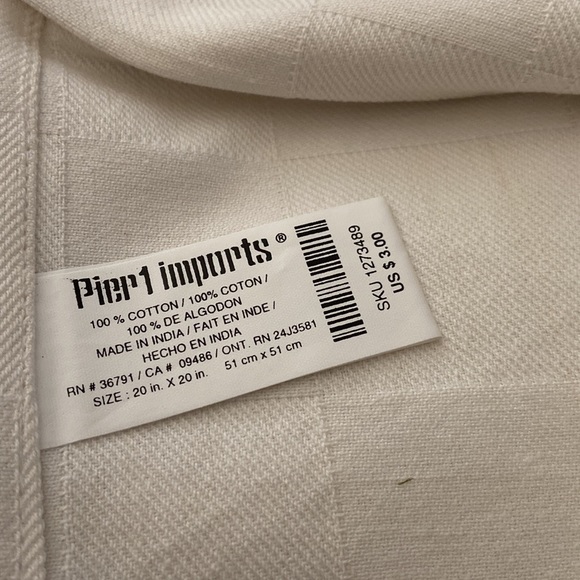 Pier1 imports®
100 % COTTON / 100% COTON /
100 % DE ALGODON
MADE IN INDIA / FAIT EN INDE /
HECHO EN INDIA
RN # 36791 / CA # 09486 / ONT. RN 24J3581
SIZE : 20 in. X 20 in. 51 cm x 51 cm
SKU 1273489
US $ 3.00